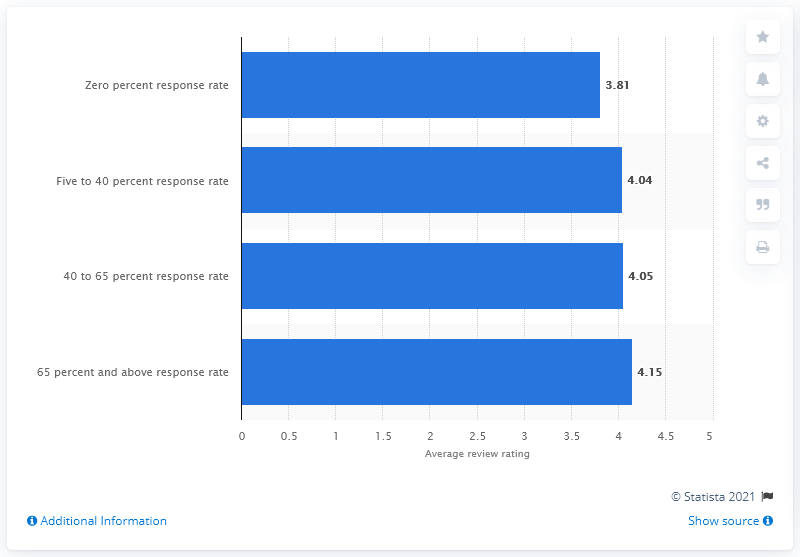 Zero percent response rate
3.81
Five to 40 percent response rate
4.04
40 to 65 percent response rate
4.05
65 percent and above response rate
4.15
0 0.5 1 1.5 2 2.5 3 3.5 4 4.5 5
Average review rating
© Statista 2021
Additional Information
Show source